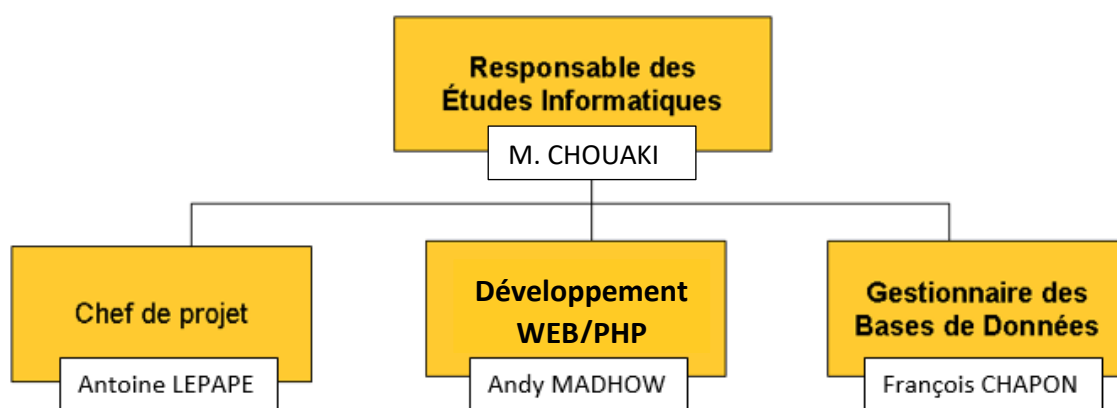 Responsable des
Études Informatiques
M. CHOUAKI
Chef de projet
Antoine LEPAPE
Développement
WEB/PHP
Andy MADHOW
Gestionnaire des
Bases de Données
François CHAPON